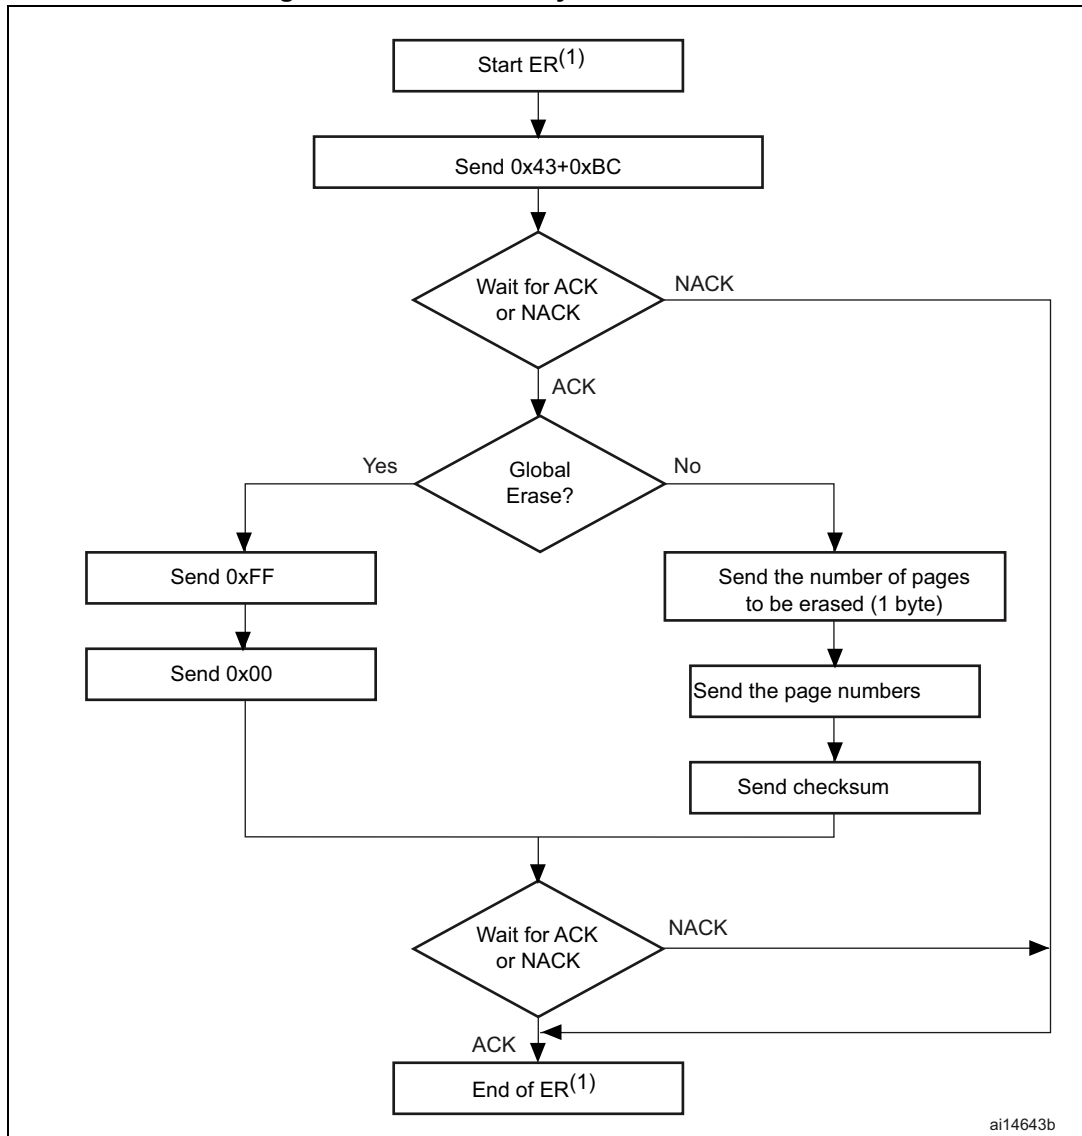 Start ER(1)
Send 0x43+0xBC
Wait for ACK
or NACK
NACK
ACK
Yes
Global
Erase?
No
Send 0xFF
Send the number of pages
to be erased (1 byte)
Send 0x00
Send the page numbers
Send checksum
Wait for ACK
or NACK
NACK
ACK
End of ER(1)
ai14643b